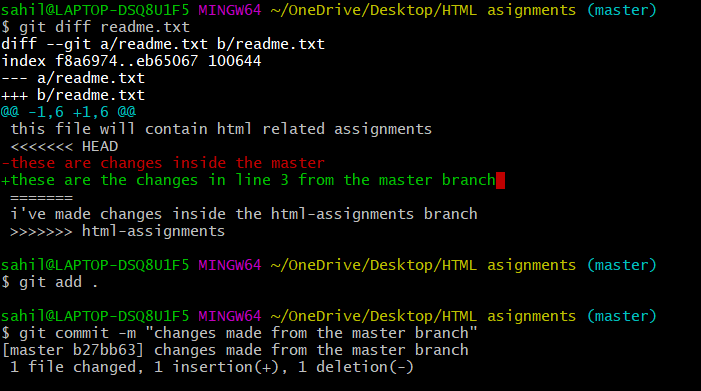 sahil@LAPTOP-DSQ8U1F5 MINGW64 ~/OneDrive/Desktop/HTML asignments (master)
$ git diff readme.txt
diff --git a/readme.txt b/readme.txt
index f8a6974..eb65067 100644
--- a/readme.txt
+++ b/readme.txt
@@ -1,6 +1,6 @@
 this file will contain html related assignments
 <<<<<<< HEAD
-these are changes inside the master
+these are the changes in line 3 from the master branch
 =======
 i've made changes inside the html-assignments branch
 >>>>>>> html-assignments
sahil@LAPTOP-DSQ8U1F5 MINGW64 ~/OneDrive/Desktop/HTML asignments (master)
$ git add .
sahil@LAPTOP-DSQ8U1F5 MINGW64 ~/OneDrive/Desktop/HTML asignments (master)
$ git commit -m "changes made from the master branch"
[master b27bb63] changes made from the master branch
 1 file changed, 1 insertion(+), 1 deletion(-)